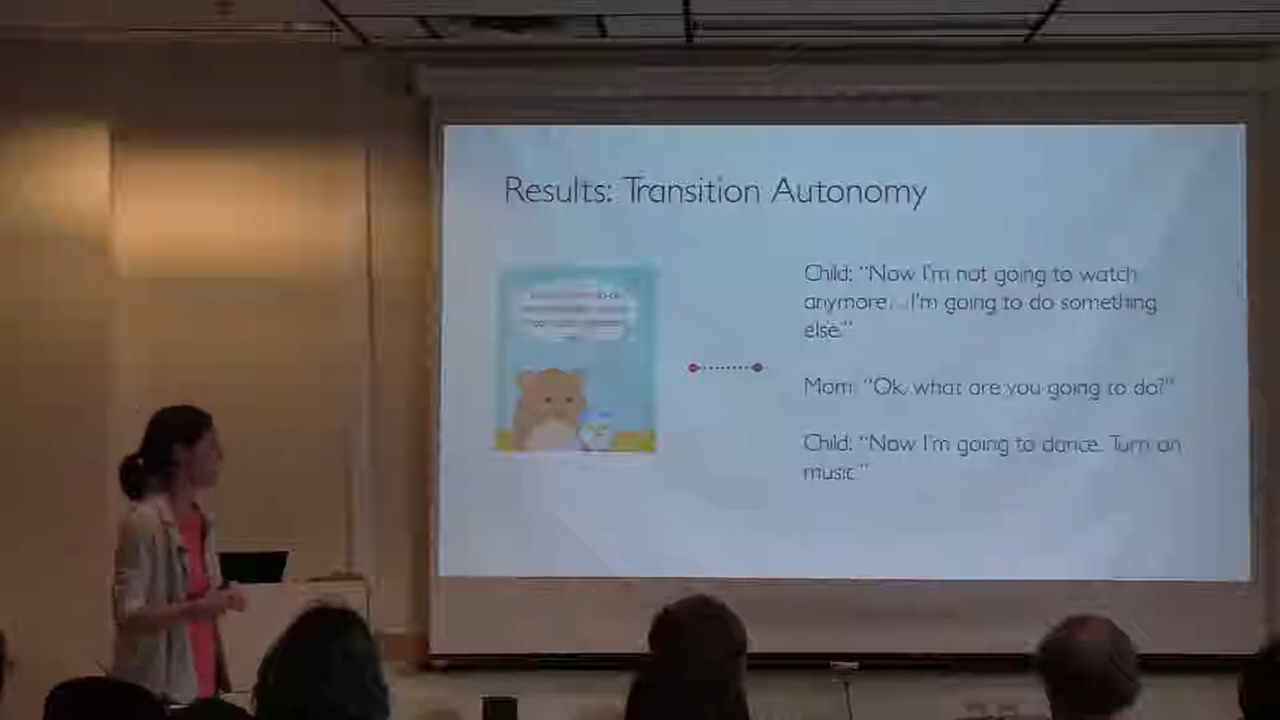 Results: Transition Autonomy
Child: "Now I'm not going to watch
anymore... I'm going to do something
else."
Mom: "Ok, what are you going to do?"
Child: "Now I'm going to dance. Turn on
music."